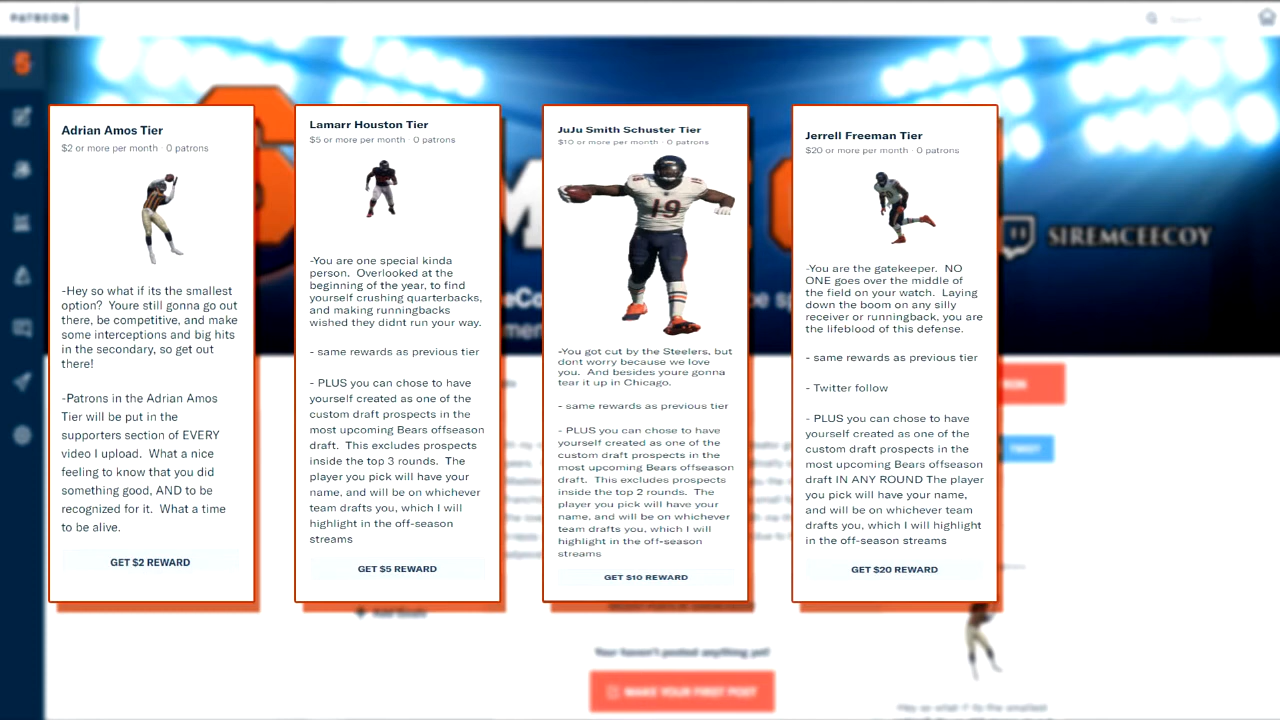 PATREON
Adrian Amos Tier
$2 or more per month · 0 patrons
-Hey so what if its the smallest
option? Youre still gonna go out
there, be competitive, and make
some interceptions and big hits
in the secondary, so get out
there!
-Patrons in the Adrian Amos
Tier will be put in the
supporters section of EVERY
video I upload. What a nice
feeling to know that you did
something good, AND to be
recognized for it. What a time
to be alive.
GET $2 REWARD
Lamarr Houston Tier
$5 or more per month · 0 patrons
-You are one special kinda
person. Overlooked at the
beginning of the year, to find
yourself crushing quarterbacks,
and making runningbacks
wished they didnt run your way.
- same rewards as previous tier
- PLUS you can chose to have
yourself created as one of the
custom draft prospects in the
most upcoming Bears offseason
draft. This excludes prospects
inside the top 3 rounds. The
player you pick will have your
name, and will be on whichever
team drafts you, which I will
highlight in the off-season
streams
GET $5 REWARD
JuJu Smith Schuster Tier
$10 or more per month · 0 patrons
19
-You got cut by the Steelers, but
dont worry because we love
you. And besides youre gonna
tear it up in Chicago.
- same rewards as previous tier
- PLUS you can chose to have
yourself created as one of the
custom draft prospects in the
most upcoming Bears offseason
draft. This excludes prospects
inside the top 2 rounds. The
player you pick will have your
name, and will be on whichever
team drafts you, which I will
highlight in the off-season
streams
GET $10 REWARD
Jerrell Freeman Tier
$20 or more per month · 0 patrons
-You are the gatekeeper. NO
ONE goes over the middle of
the field on your watch. Laying
down the boom on any silly
receiver or runningback, you are
the lifeblood of this defense.
- same rewards as previous tier
- Twitter follow
- PLUS you can chose to have
yourself created as one of the
custom draft prospects in the
most upcoming Bears offseason
draft IN ANY ROUND The player
you pick will have your name,
and will be on whichever team
drafts you, which I will highlight
in the off-season streams
GET $20 REWARD
SIREMCEECOY
TWEET
Add Goals
Your haven't posted anything yet!
MAKE YOUR FIRST POST